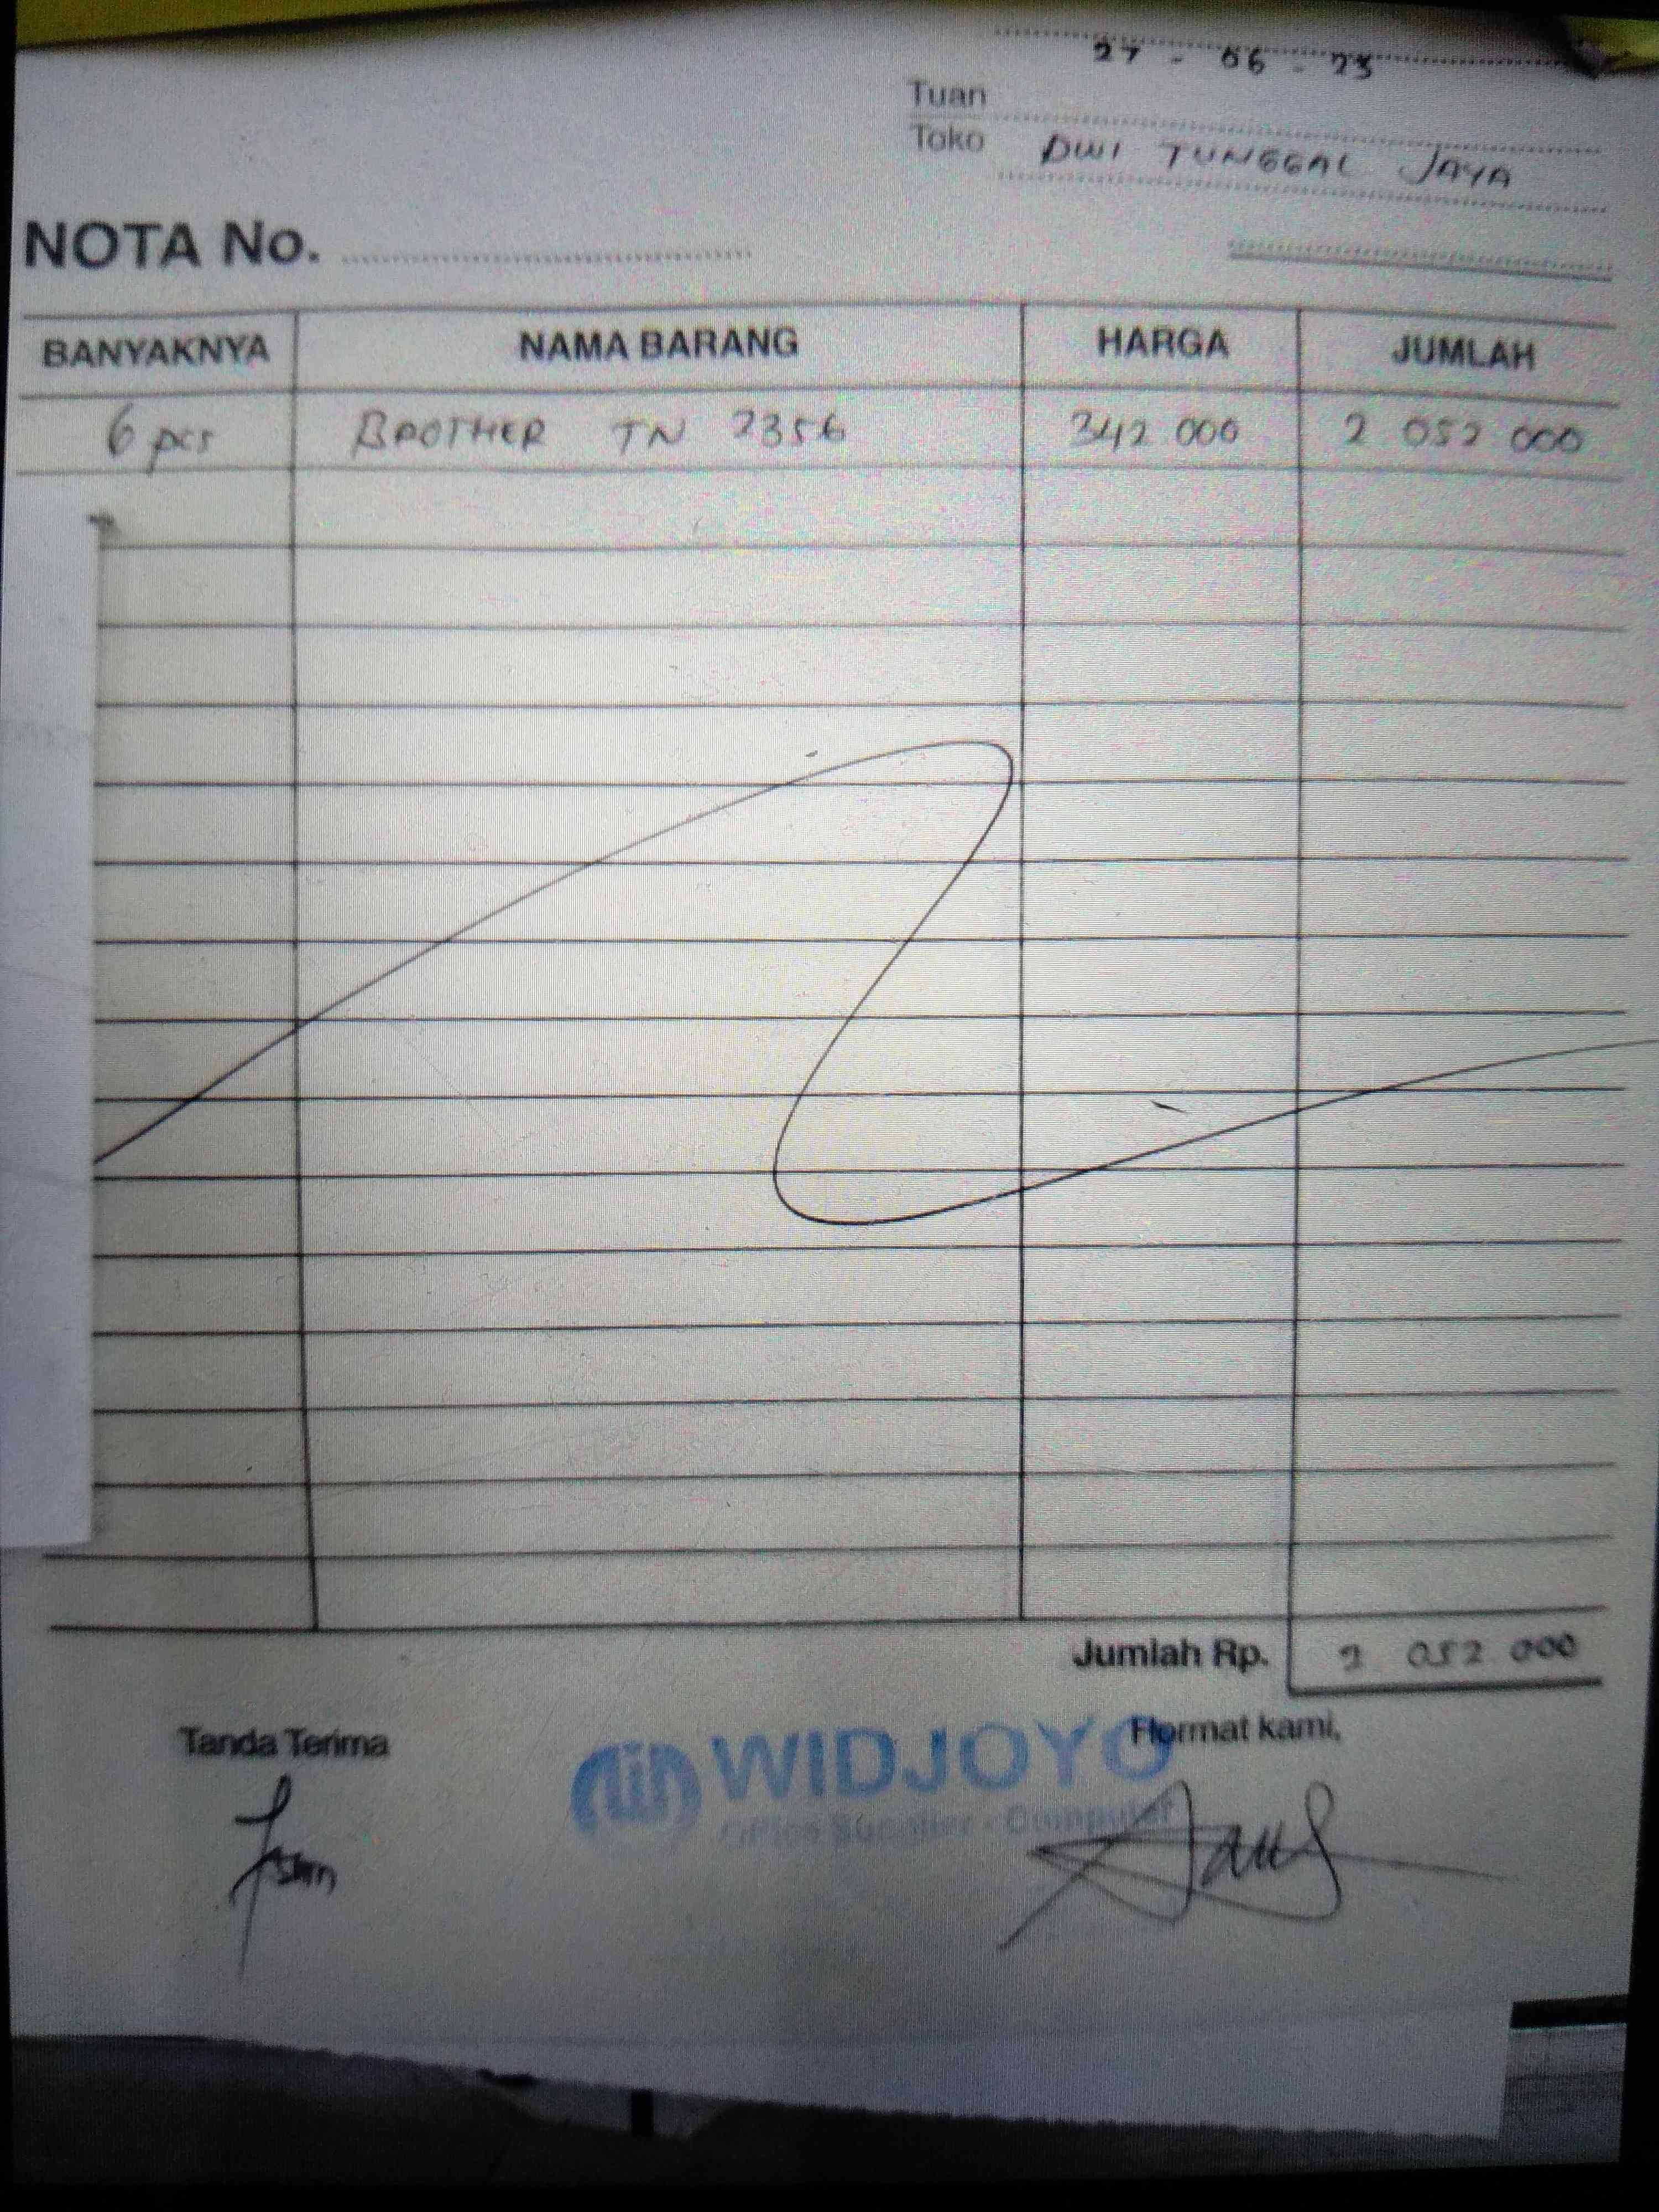 27 - 06 - 23
Tuan
Toko DWI TUNGGAL JAYA
NOTA No.
BANYAKNYA NAMA BARANG HARGA JUMLAH
6 pcs BROTHER TN 2356 342 000 2 052 000
Jumlah Rp. 2 052 000
Tanda Terima Hormat kami,
WIDJOYO
Office Supplier - Computer